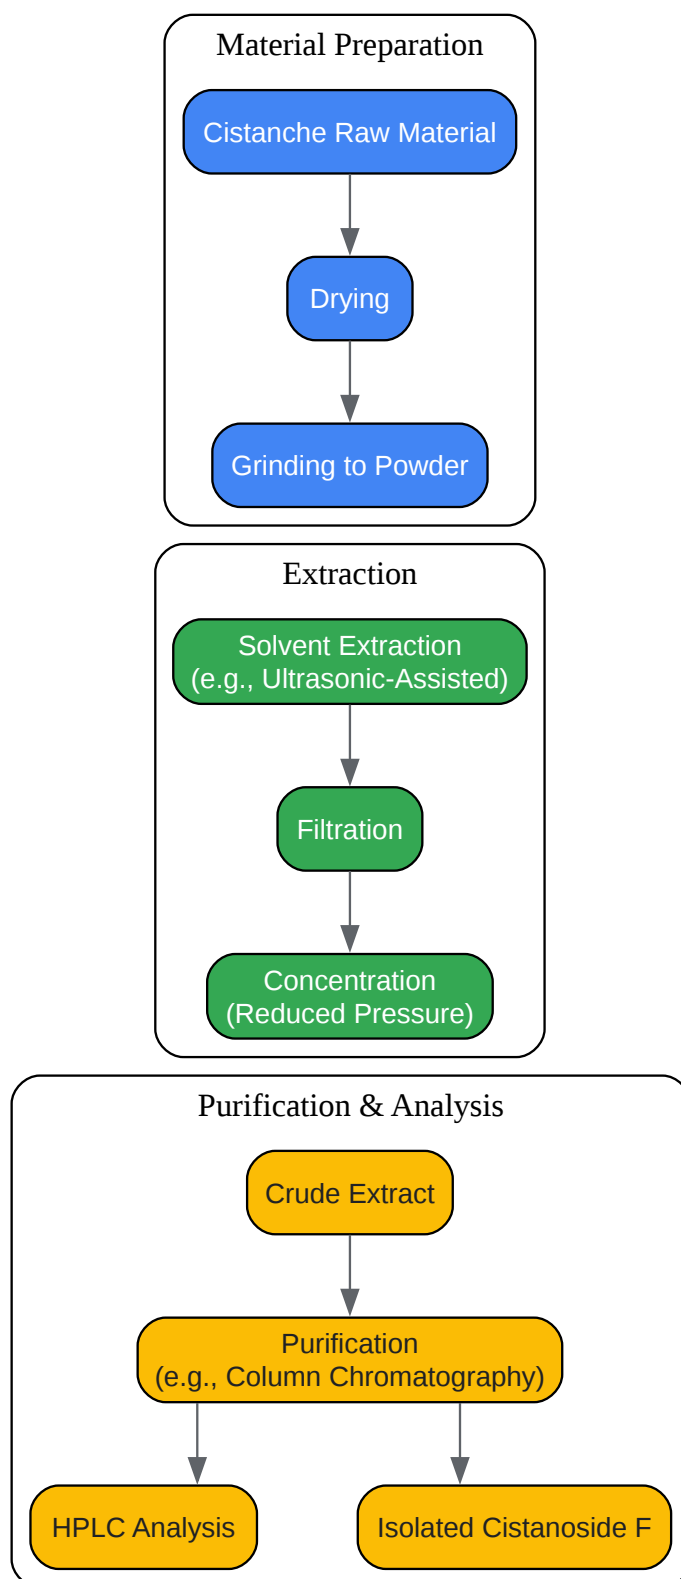 Material Preparation
Cistanche Raw Material
Drying
Grinding to Powder
Extraction
Solvent Extraction
(e.g., Ultrasonic-Assisted)
Filtration
Concentration
(Reduced Pressure)
Purification & Analysis
Crude Extract
Purification
(e.g., Column Chromatography)
HPLC Analysis
Isolated Cistanoside F